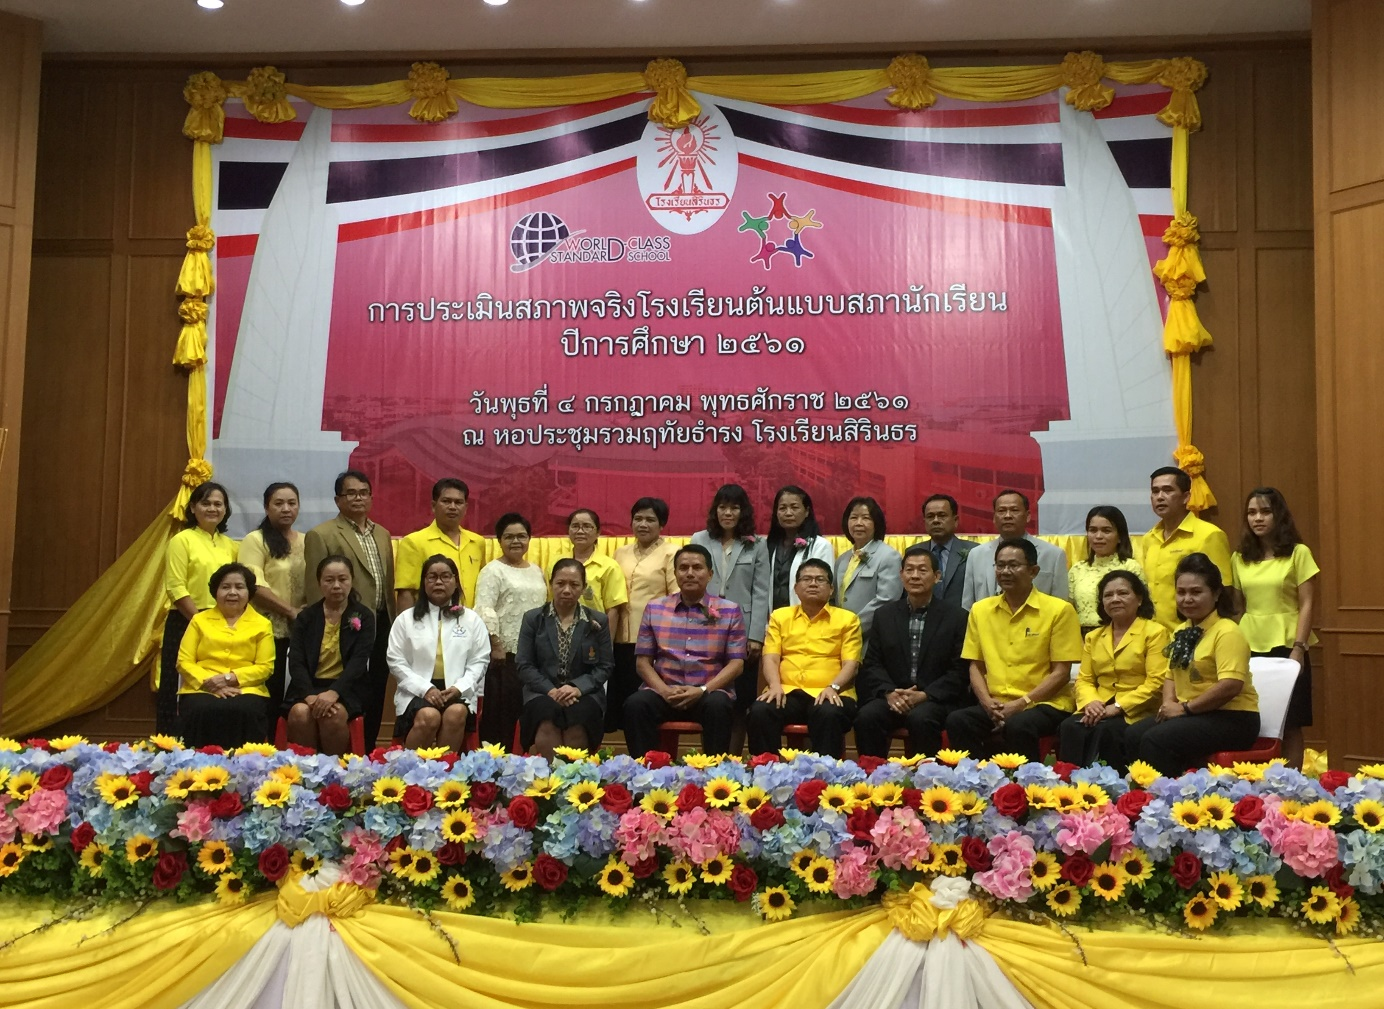 โรงเรียนสิรินธร
WORLD-CLASS
STANDARD SCHOOL
การประเมินสภาพจริงโรงเรียนต้นแบบสภานักเรียน
ปีการศึกษา ๒๕๖๑
วันพุธที่ ๔ กรกฎาคม พุทธศักราช ๒๕๖๑
ณ หอประชุมรวมฤทัยธำรง โรงเรียนสิรินธร